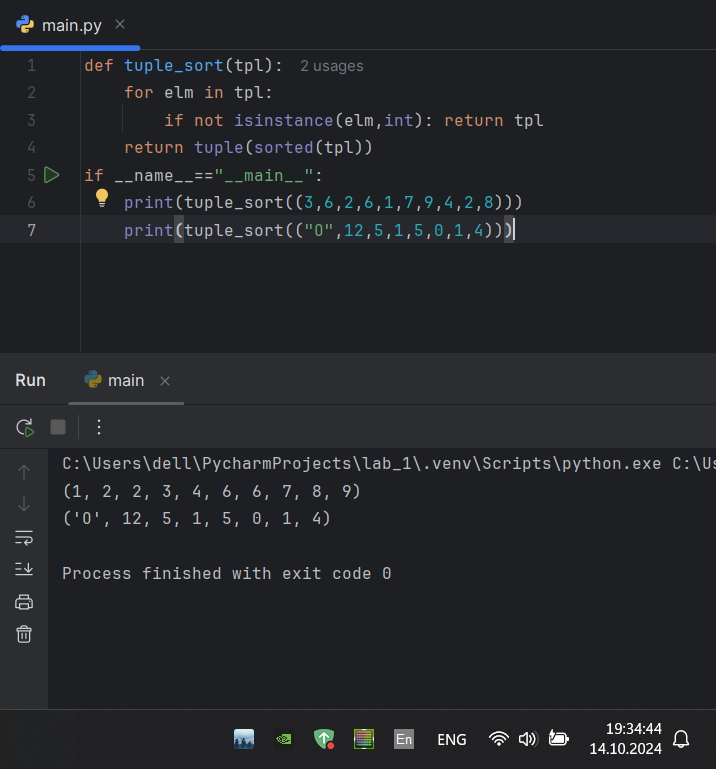 main.py
1 def tuple_sort(tpl): 2 usages
2 for elm in tpl:
3 if not isinstance(elm,int): return tpl
4 return tuple(sorted(tpl))
5 if __name__=="__main__":
6 print(tuple_sort((3,6,2,6,1,7,9,4,2,8)))
7 print(tuple_sort(("O",12,5,1,5,0,1,4)))
Run main
C:\Users\dell\PycharmProjects\lab_1\.venv\Scripts\python.exe C:\Us
(1, 2, 2, 3, 4, 6, 6, 7, 8, 9)
('O', 12, 5, 1, 5, 0, 1, 4)
Process finished with exit code 0
En ENG 19:34:44
14.10.2024